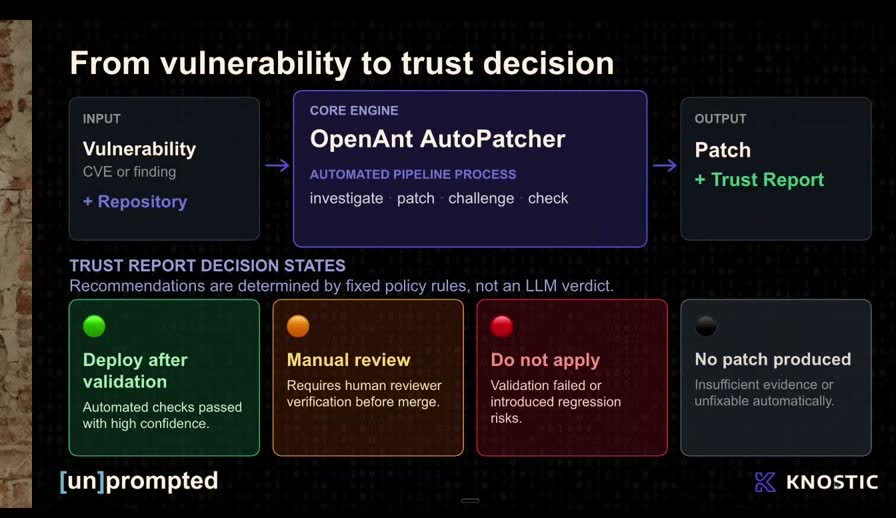 From vulnerability to trust decision
INPUT
Vulnerability
CVE or finding
+ Repository
CORE ENGINE
OpenAnt AutoPatcher
AUTOMATED PIPELINE PROCESS
investigate · patch · challenge · check
OUTPUT
Patch
+ Trust Report
TRUST REPORT DECISION STATES
Recommendations are determined by fixed policy rules, not an LLM verdict.
Deploy after
validation
Automated checks passed
with high confidence.
Manual review
Requires human reviewer
verification before merge.
Do not apply
Validation failed or
introduced regression
risks.
No patch produced
Insufficient evidence or
unfixable automatically.
[un]prompted
KNOSTIC